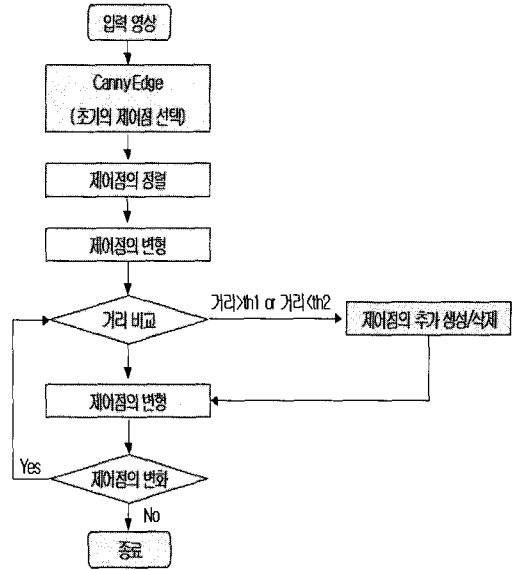 입력 영상
CannyEdge
(초기의 제어점 선택)
제어점의 정렬
제어점의 변형
거리 비교
거리>th1 or 거리<th2
제어점의 추가 생성/삭제
제어점의 변형
제어점의 변화
Yes
No
종료